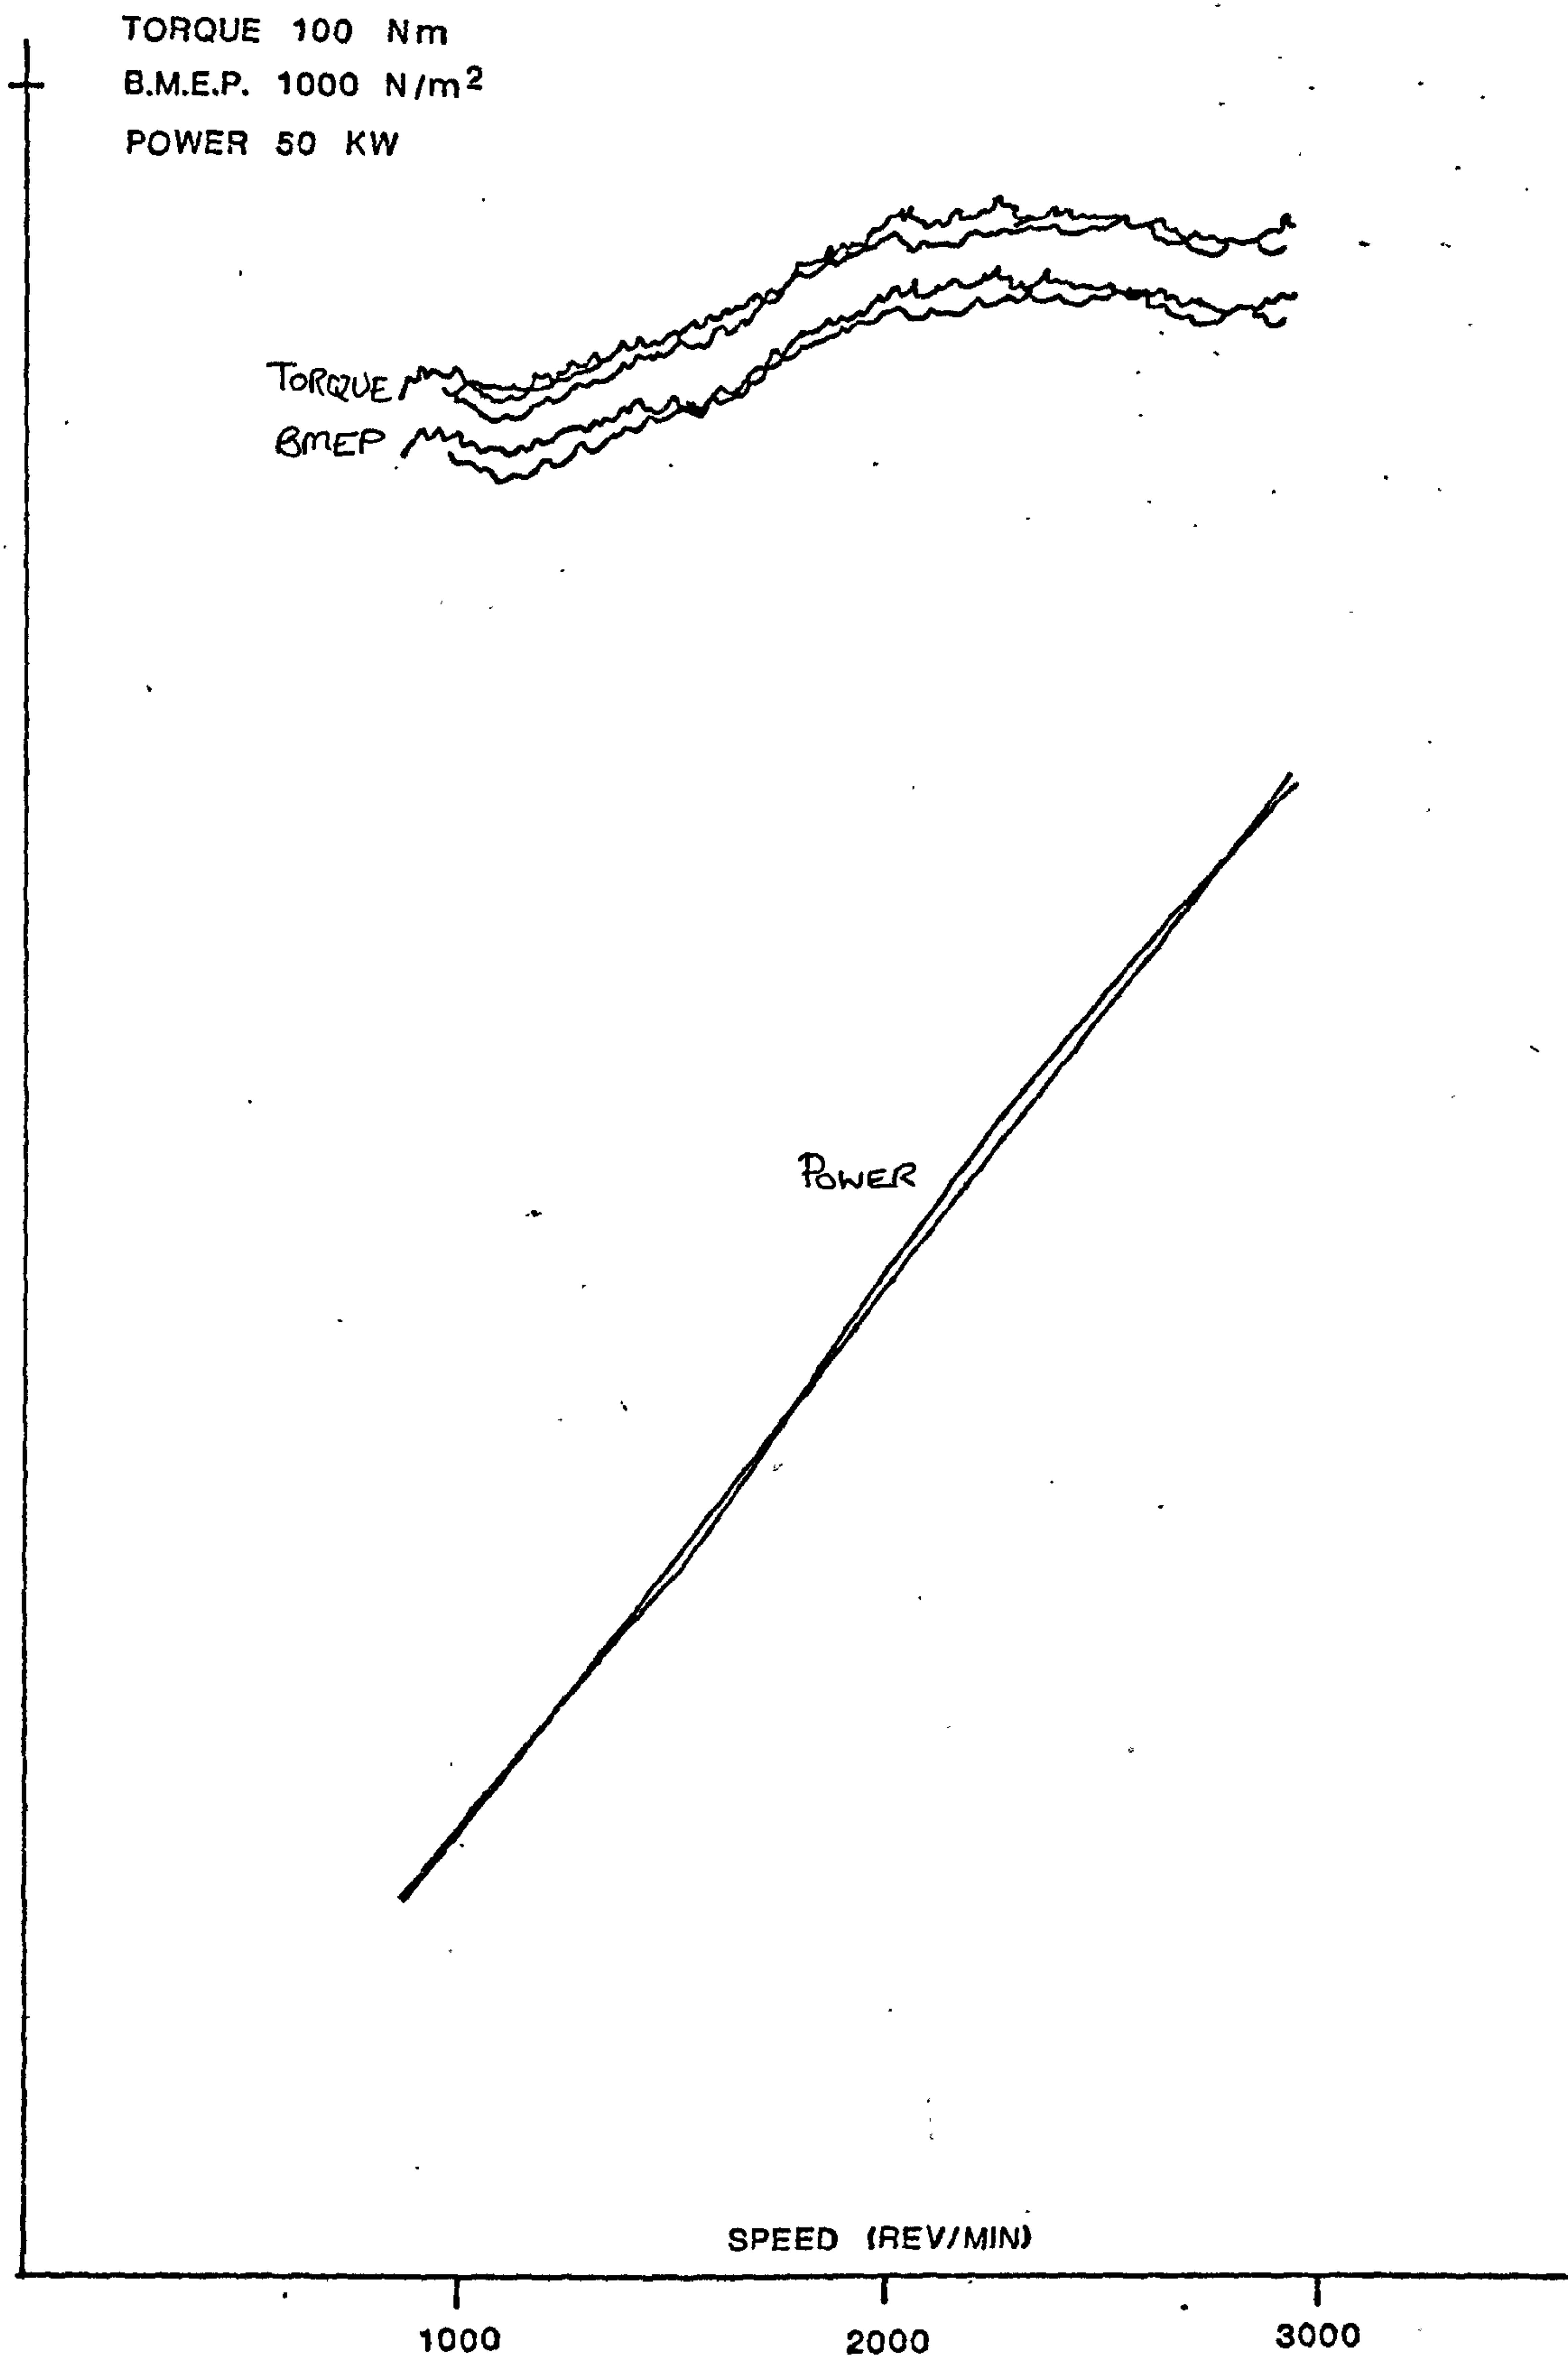 TORQUE 100 Nm
B.M.E.P. 1000 N/m²
POWER 50 KW
TORQUE
BMEP
POWER
SPEED (REV/MIN)
1000 2000 3000